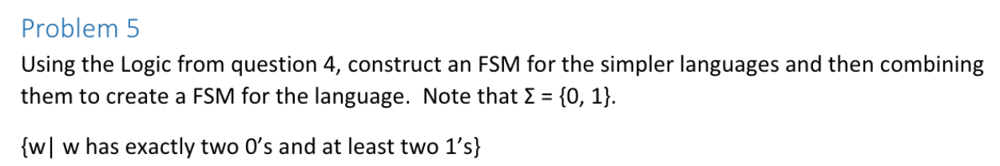 Problem 5
Using the Logic from question 4, construct an FSM for the simpler languages and then combining
them to create a FSM for the language.  Note that Σ = {0, 1}.
{w| w has exactly two 0’s and at least two 1’s}